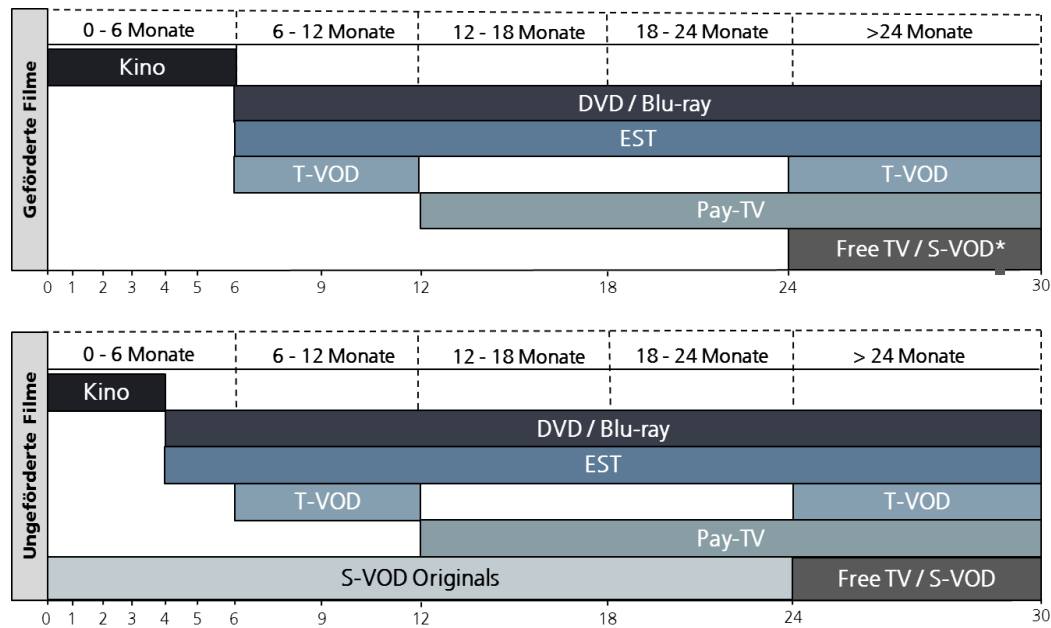 Geförderte Filme
0 - 6 Monate 6 - 12 Monate 12 - 18 Monate 18 - 24 Monate >24 Monate
Kino
DVD / Blu-ray
EST
T-VOD T-VOD
Pay-TV
Free TV / S-VOD*
0 1 2 3 4 5 6 9 12 18 24 30
Ungeförderte Filme
0 - 6 Monate 6 - 12 Monate 12 - 18 Monate 18 - 24 Monate > 24 Monate
Kino
DVD / Blu-ray
EST
T-VOD T-VOD
Pay-TV
S-VOD Originals Free TV / S-VOD
0 1 2 3 4 5 6 9 12 18 24 30